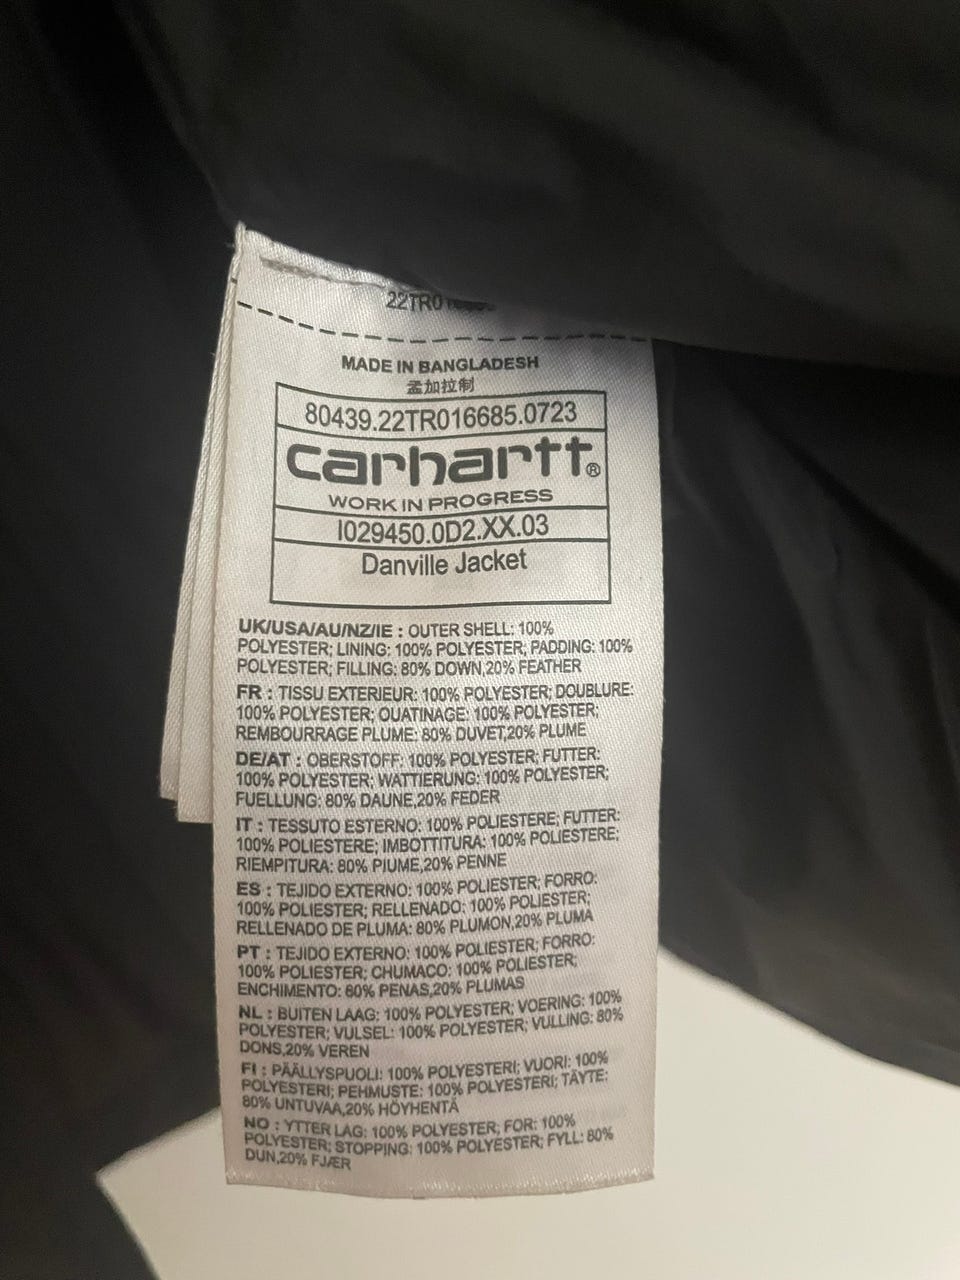 22TR0
MADE IN BANGLADESH
孟加拉制
80439.22TR016685.0723
carhartt®
WORK IN PROGRESS
I029450.0D2.XX.03
Danville Jacket
UK/USA/AU/NZ/IE : OUTER SHELL: 100%
POLYESTER; LINING: 100% POLYESTER; PADDING: 100%
POLYESTER; FILLING: 80% DOWN,20% FEATHER
FR : TISSU EXTERIEUR: 100% POLYESTER; DOUBLURE:
100% POLYESTER; OUATINAGE: 100% POLYESTER;
REMBOURRAGE PLUME: 80% DUVET,20% PLUME
DE/AT : OBERSTOFF: 100% POLYESTER; FUTTER:
100% POLYESTER; WATTIERUNG: 100% POLYESTER;
FUELLUNG: 80% DAUNE,20% FEDER
IT : TESSUTO ESTERNO: 100% POLIESTERE; FUTTER:
100% POLIESTERE; IMBOTTITURA: 100% POLIESTERE;
RIEMPITURA: 80% PIUME,20% PENNE
ES : TEJIDO EXTERNO: 100% POLIESTER; FORRO:
100% POLIESTER; RELLENADO: 100% POLIESTER;
RELLENADO DE PLUMA: 80% PLUMON,20% PLUMA
PT : TEJIDO EXTERNO: 100% POLIESTER; FORRO:
100% POLIESTER; CHUMACO: 100% POLIESTER;
ENCHIMENTO: 80% PENAS,20% PLUMAS
NL : BUITEN LAAG: 100% POLYESTER; VOERING: 100%
POLYESTER; VULSEL: 100% POLYESTER; VULLING: 80%
DONS,20% VEREN
FI : PÄÄLLYSPUOLI: 100% POLYESTERI; VUORI: 100%
POLYESTERI; PEHMUSTE: 100% POLYESTERI; TÄYTE:
80% UNTUVAA,20% HÖYHENTÄ
NO : YTTER LAG: 100% POLYESTER; FOR: 100%
POLYESTER; STOPPING: 100% POLYESTER; FYLL: 80%
DUN,20% FJÆR